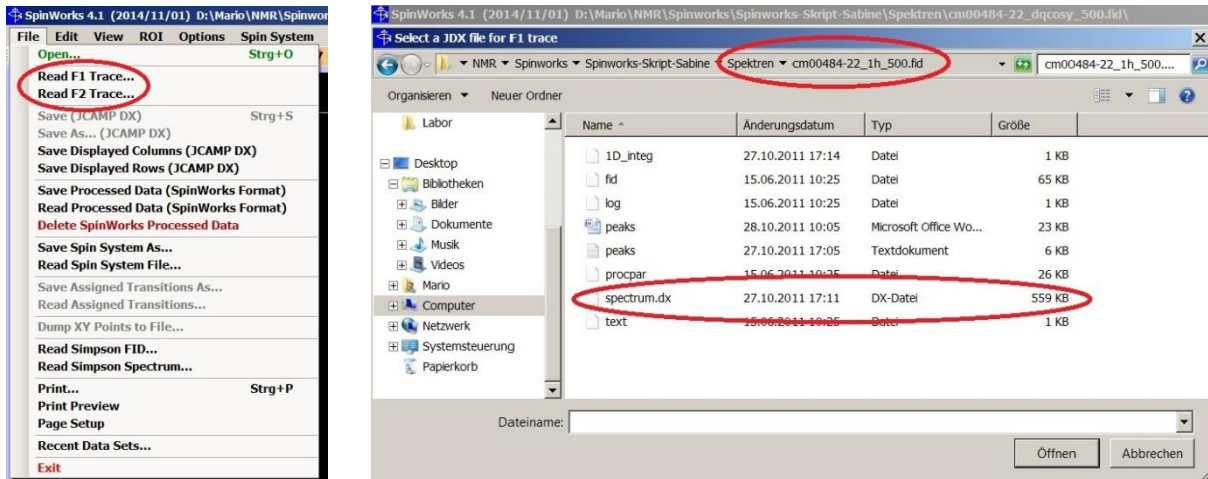 SpinWorks 4.1 (2014/11/01) D:\Mario\NMR\Spinwor
File Edit View ROI Options Spin System
Open... Strg+O
Read F1 Trace...
Read F2 Trace...
Save (JCAMP DX) Strg+S
Save As... (JCAMP DX)
Save Displayed Columns (JCAMP DX)
Save Displayed Rows (JCAMP DX)
Save Processed Data (SpinWorks Format)
Read Processed Data (SpinWorks Format)
Delete SpinWorks Processed Data
Save Spin System As...
Read Spin System File...
Save Assigned Transitions As...
Read Assigned Transitions...
Dump XY Points to File...
Read Simpson FID...
Read Simpson Spectrum...
Print... Strg+P
Print Preview
Page Setup
Recent Data Sets...
Exit
SpinWorks 4.1 (2014/11/01) D:\Mario\NMR\Spinworks\Spinworks-Skript-Sabine\Spektren\cm00484-22_dqcosy_500.fid\
Select a JDX file for F1 trace
NMR Spinworks Spinworks-Skript-Sabine Spektren cm00484-22_1h_500.fid cm00484-22_1h_500....
Organisieren Neuer Ordner
Labor
Desktop
Bibliotheken
Bilder
Dokumente
Musik
Videos
Mario
Computer
Netzwerk
Systemsteuerung
Papierkorb
Name Änderungsdatum Typ Größe
1D_integ 27.10.2011 17:14 Datei 1 KB
fid 15.06.2011 10:25 Datei 65 KB
log 15.06.2011 10:25 Datei 1 KB
peaks 28.10.2011 10:05 Microsoft Office Wo... 23 KB
peaks 27.10.2011 17:05 Textdokument 6 KB
procpar 15.06.2011 10:25 Datei 26 KB
spectrum.dx 27.10.2011 17:11 DX-Datei 559 KB
text 15.06.2011 10:25 Datei 1 KB
Dateiname:
Öffnen Abbrechen